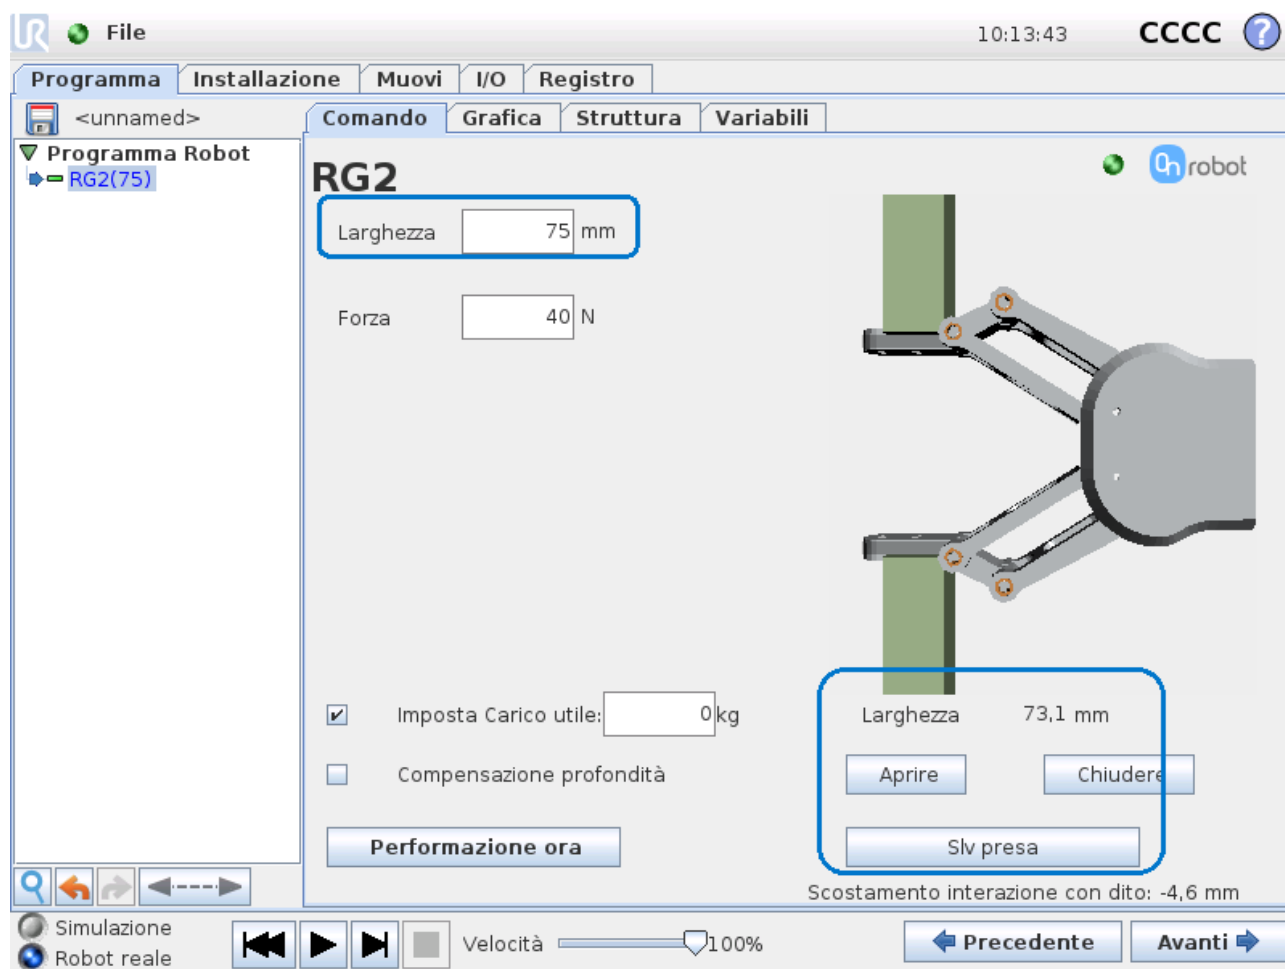 UR File 10:13:43 CCCC ?
Programma Installazione Muovi I/O Registro
<unnamed> Comando Grafica Struttura Variabili
Programma Robot
RG2(75)
RG2
On robot
Larghezza 75 mm
Forza 40 N
Imposta Carico utile: 0 kg
Larghezza 73,1 mm
Compensazione profondità
Aprire Chiudere
Performazione ora
Slv presa
Scostamento interazione con dito: -4,6 mm
Simulazione
Robot reale
Velocità 100%
Precedente Avanti